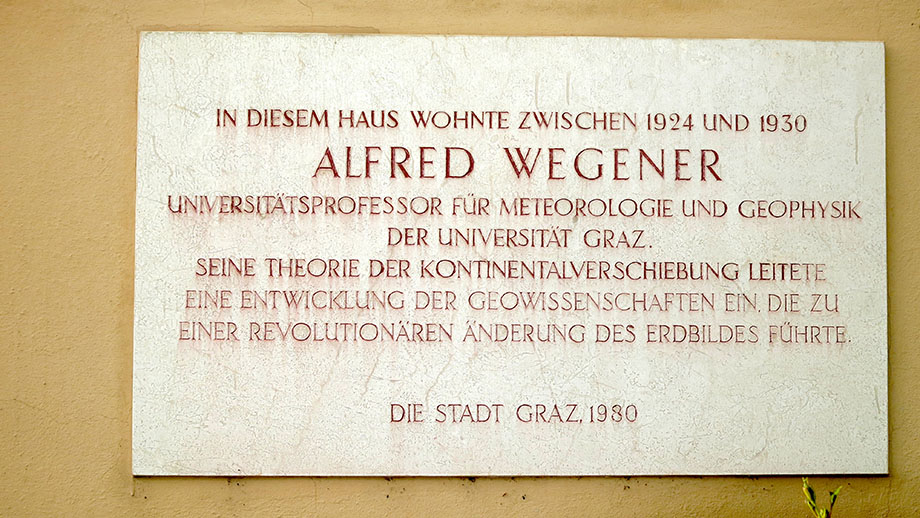 IN DIESEM HAUS WOHNTE ZWISCHEN 1924 UND 1930
ALFRED WEGENER
UNIVERSITÄTSPROFESSOR FÜR METEOROLOGIE UND GEOPHYSIK
DER UNIVERSITÄT GRAZ.
SEINE THEORIE DER KONTINENTALVERSCHIEBUNG LEITETE
EINE ENTWICKLUNG DER GEOWISSENSCHAFTEN EIN, DIE ZU
EINER REVOLUTIONÄREN ÄNDERUNG DES ERDBILDES FÜHRTE.
DIE STADT GRAZ, 1980